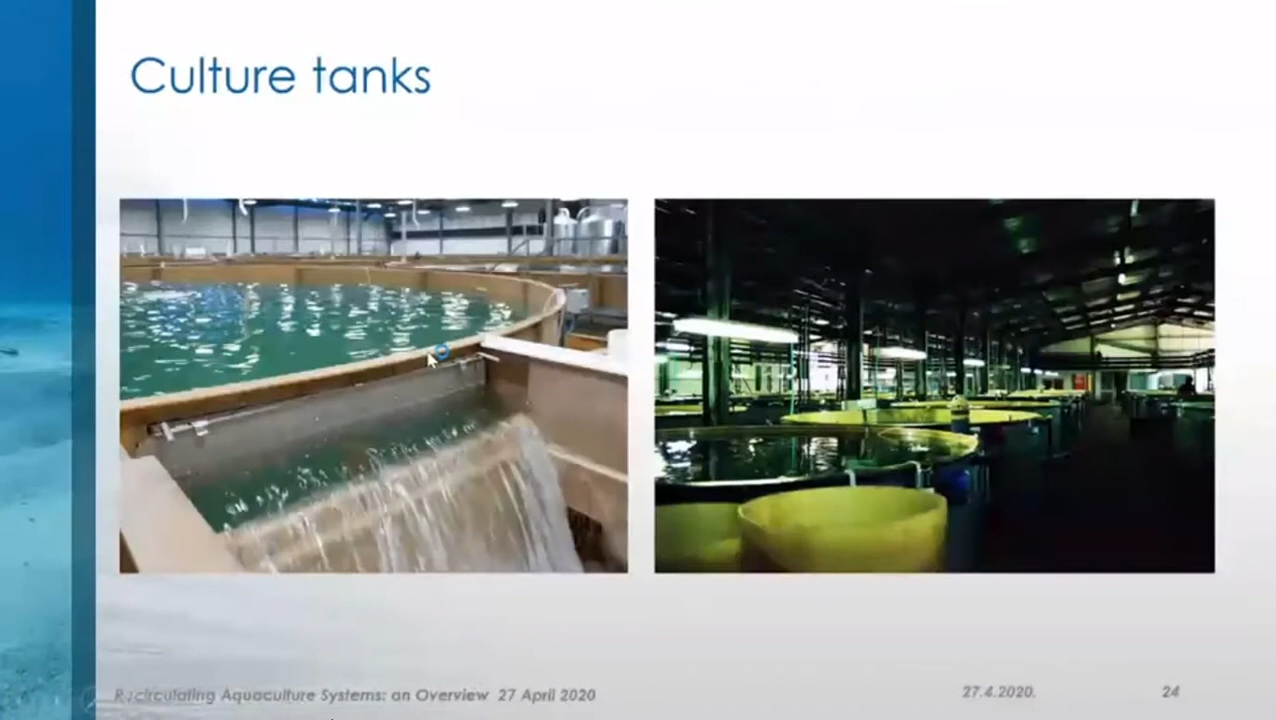 Culture tanks
Recirculating Aquaculture Systems: an Overview 27 April 2020
27.4.2020.
24